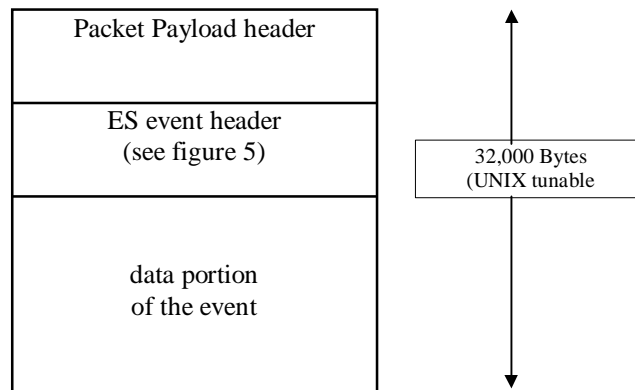 Packet Payload header
ES event header
(see figure 5)
32,000 Bytes
(UNIX tunable
data portion
of the event